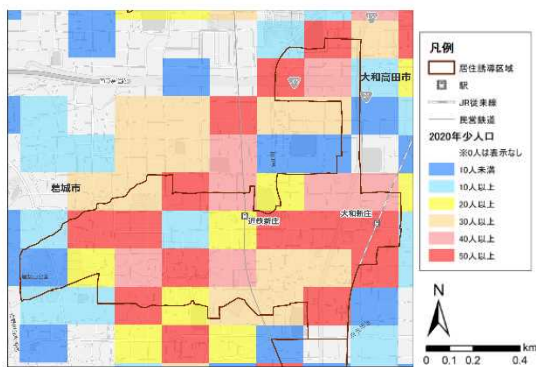 大和高田市
葛城市
近鉄新庄
大和新庄
凡例
居住誘導区域
駅
JR従来線
民営鉄道
2020年少人口
※0人は表示なし
10人未満
10人以上
20人以上
30人以上
40人以上
50人以上
N
0 0.1 0.2 0.4
km